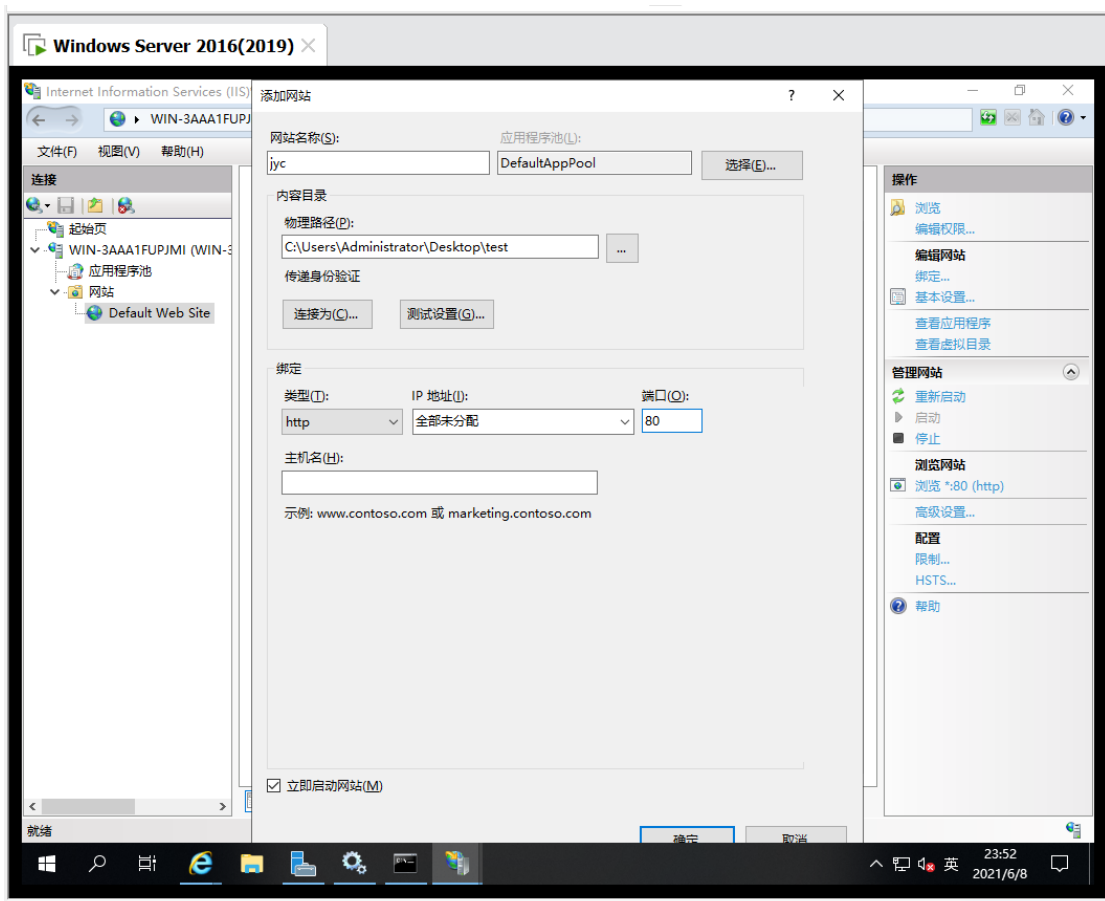 Windows Server 2016(2019)
Internet Information Services (IIS)
WIN-3AAA1FUPJ
文件(F) 视图(V) 帮助(H)
连接
起始页
WIN-3AAA1FUPJMI (WIN-3
应用程序池
网站
Default Web Site
就绪
添加网站
?
网站名称(S):
应用程序池(L):
jyc
DefaultAppPool
选择(E)...
内容目录
物理路径(P):
C:\Users\Administrator\Desktop\test
...
传递身份验证
连接为(C)...
测试设置(G)...
绑定
类型(T):
IP 地址(I):
端口(O):
http
全部未分配
80
主机名(H):
示例: www.contoso.com 或 marketing.contoso.com
立即启动网站(M)
确定
取消
操作
浏览
编辑权限...
编辑网站
绑定...
基本设置...
查看应用程序
查看虚拟目录
管理网站
重新启动
启动
停止
浏览网站
浏览 *:80 (http)
高级设置...
配置
限制...
HSTS...
帮助
英
23:52
2021/6/8